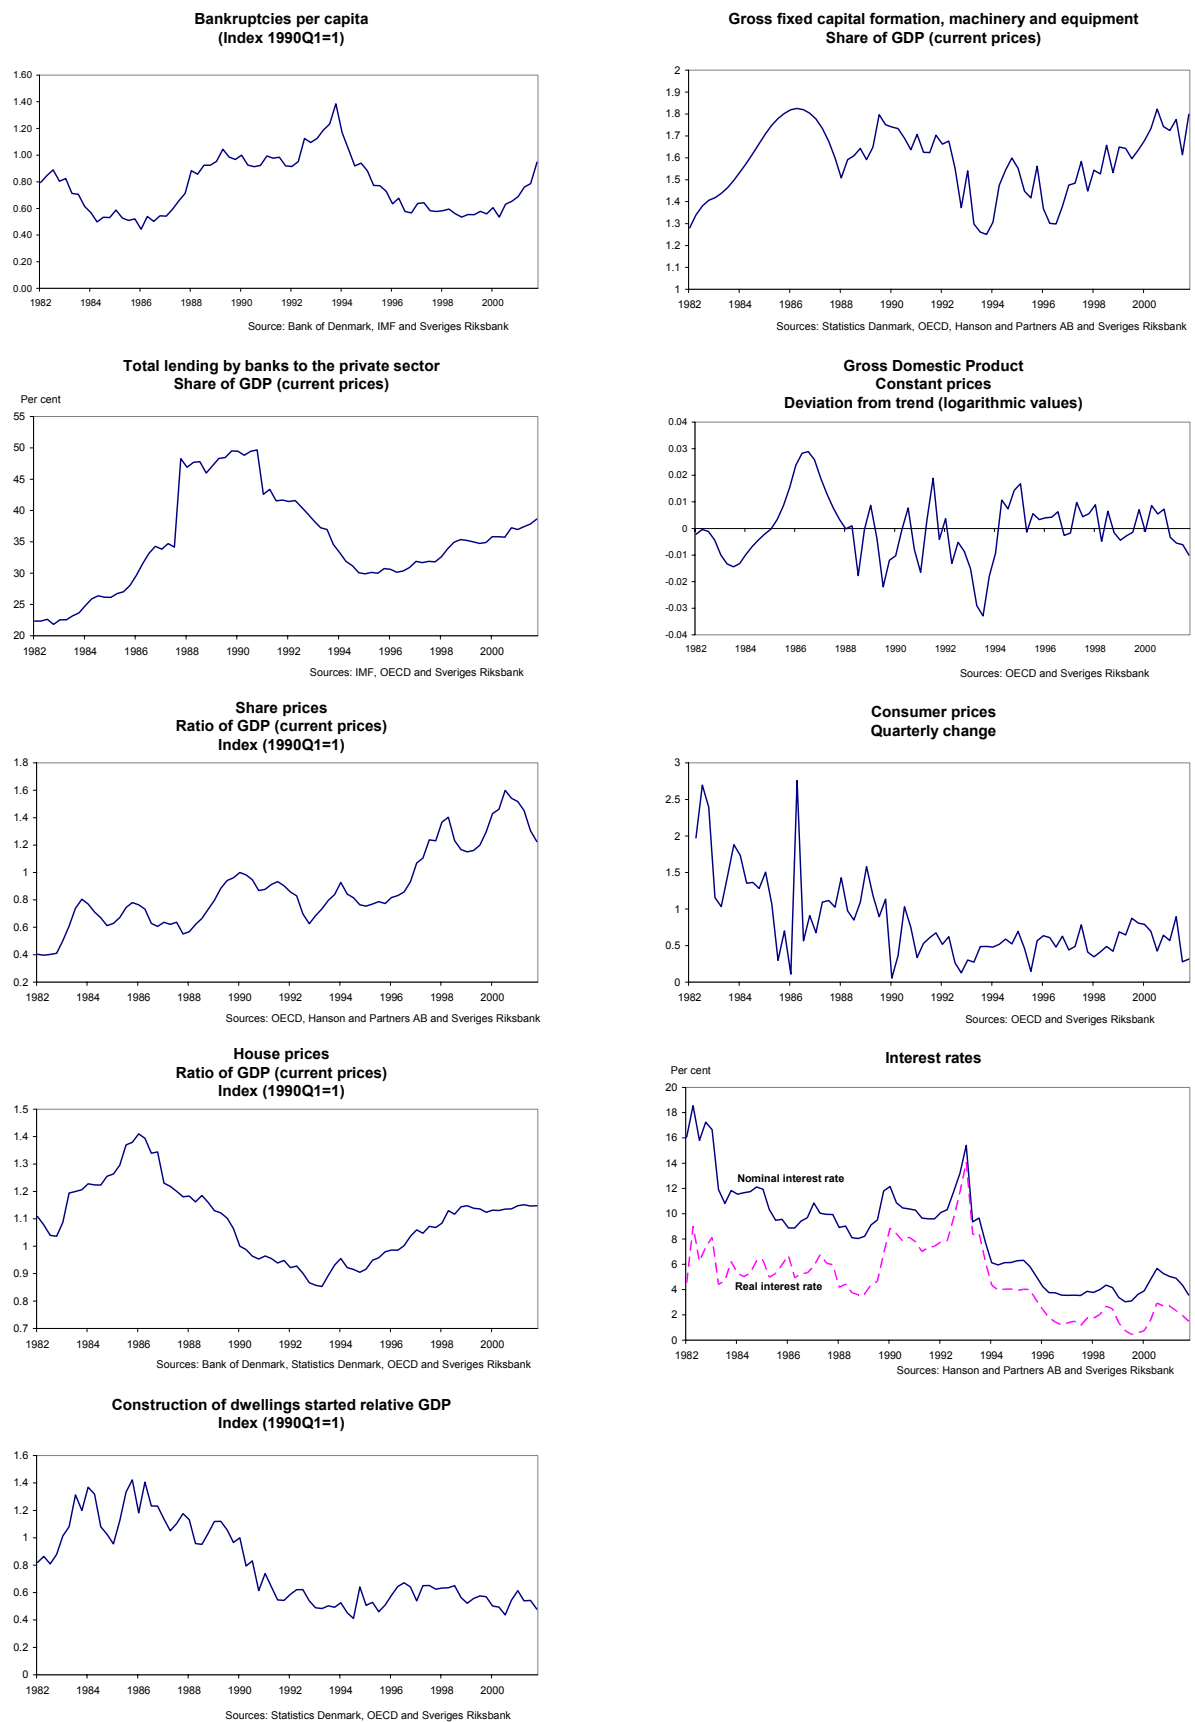 Bankruptcies per capita
(Index 1990Q1=1)
1.60
1.40
1.20
1.00
0.80
0.60
0.40
0.20
0.00
1982 1984 1986 1988 1990 1992 1994 1996 1998 2000
Source: Bank of Denmark, IMF and Sveriges Riksbank
Gross fixed capital formation, machinery and equipment
Share of GDP (current prices)
2
1.9
1.8
1.7
1.6
1.5
1.4
1.3
1.2
1.1
1
1982 1984 1986 1988 1990 1992 1994 1996 1998 2000
Sources: Statistics Danmark, OECD, Hanson and Partners AB and Sveriges Riksbank
Total lending by banks to the private sector
Share of GDP (current prices)
Per cent
55
50
45
40
35
30
25
20
1982 1984 1986 1988 1990 1992 1994 1996 1998 2000
Sources: IMF, OECD and Sveriges Riksbank
Gross Domestic Product
Constant prices
Deviation from trend (logarithmic values)
0.04
0.03
0.02
0.01
0
-0.01
-0.02
-0.03
-0.04
1982 1984 1986 1988 1990 1992 1994 1996 1998 2000
Sources: OECD and Sveriges Riksbank
Share prices
Ratio of GDP (current prices)
Index (1990Q1=1)
1.8
1.6
1.4
1.2
1
0.8
0.6
0.4
0.2
1982 1984 1986 1988 1990 1992 1994 1996 1998 2000
Sources: OECD, Hanson and Partners AB and Sveriges Riksbank
Consumer prices
Quarterly change
3
2.5
2
1.5
1
0.5
0
1982 1984 1986 1988 1990 1992 1994 1996 1998 2000
Sources: OECD and Sveriges Riksbank
House prices
Ratio of GDP (current prices)
Index (1990Q1=1)
1.5
1.4
1.3
1.2
1.1
1
0.9
0.8
0.7
1982 1984 1986 1988 1990 1992 1994 1996 1998 2000
Sources: Bank of Denmark, Statistics Denmark, OECD and Sveriges Riksbank
Interest rates
Per cent
20
18
16
14
12
10
8
6
4
2
0
Nominal interest rate
Real interest rate
1982 1984 1986 1988 1990 1992 1994 1996 1998 2000
Sources: Hanson and Partners AB and Sveriges Riksbank
Construction of dwellings started relative GDP
Index (1990Q1=1)
1.6
1.4
1.2
1
0.8
0.6
0.4
0.2
0
1982 1984 1986 1988 1990 1992 1994 1996 1998 2000
Sources: Statistics Denmark, OECD and Sveriges Riksbank